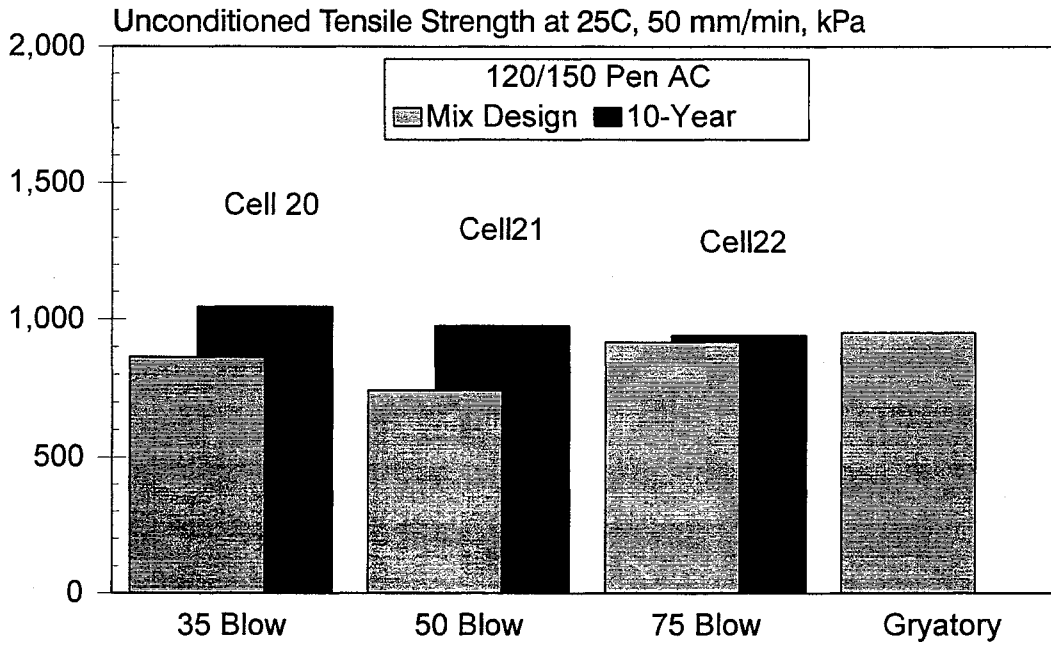 Unconditioned Tensile Strength at 25C, 50 mm/min, kPa
2,000
120/150 Pen AC
Mix Design 10-Year
1,500
Cell 20
Cell21
Cell22
1,000
500
0
35 Blow 50 Blow 75 Blow Gryatory